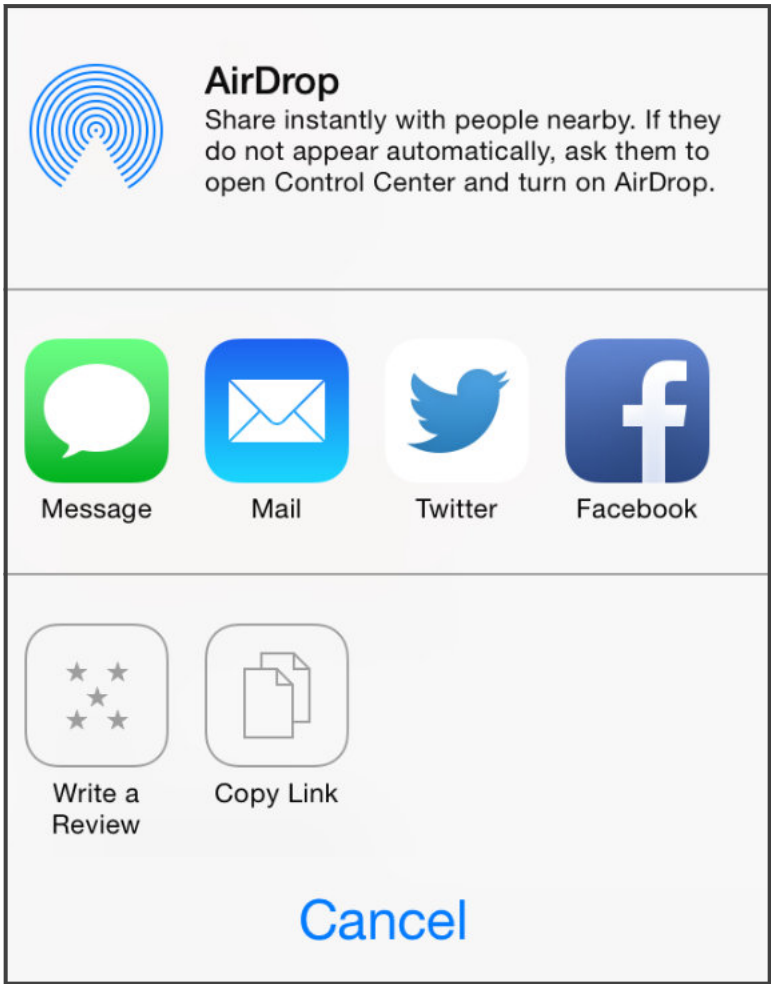 AirDrop
Share instantly with people nearby. If they
do not appear automatically, ask them to
open Control Center and turn on AirDrop.
Message
Mail
Twitter
Facebook
Write a
Review
Copy Link
Cancel